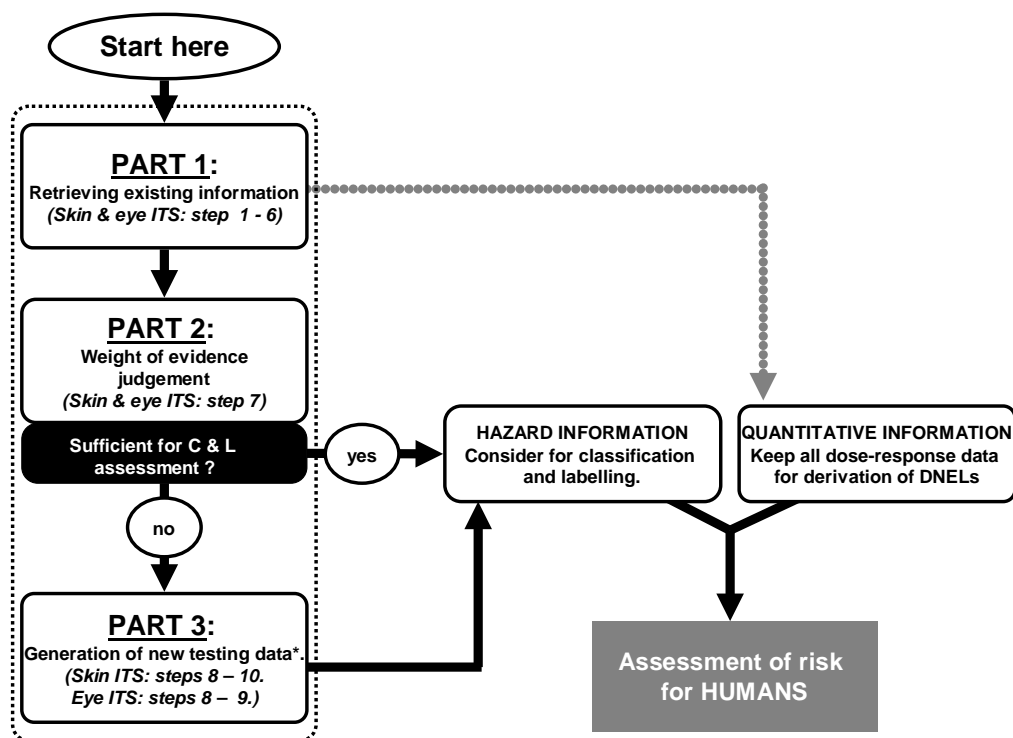 Start here
PART 1:
Retrieving existing information
(Skin & eye ITS: step 1 - 6)
PART 2:
Weight of evidence
judgement
(Skin & eye ITS: step 7)
Sufficient for C & L
assessment ?
yes
no
HAZARD INFORMATION
Consider for classification
and labelling.
QUANTITATIVE INFORMATION
Keep all dose-response data
for derivation of DNELs
PART 3:
Generation of new testing data*.
(Skin ITS: steps 8 – 10.
Eye ITS: steps 8 – 9.)
Assessment of risk
for HUMANS